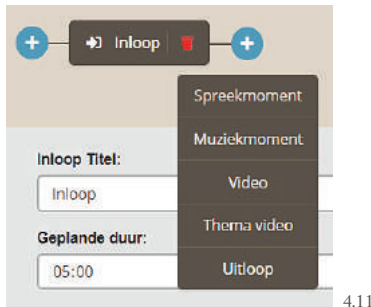 Inloop
Spreekmoment
Muziekmoment
Video
Thema video
Uitloop
Inloop Titel:
Inloop
Geplande duur:
05:00
4.11